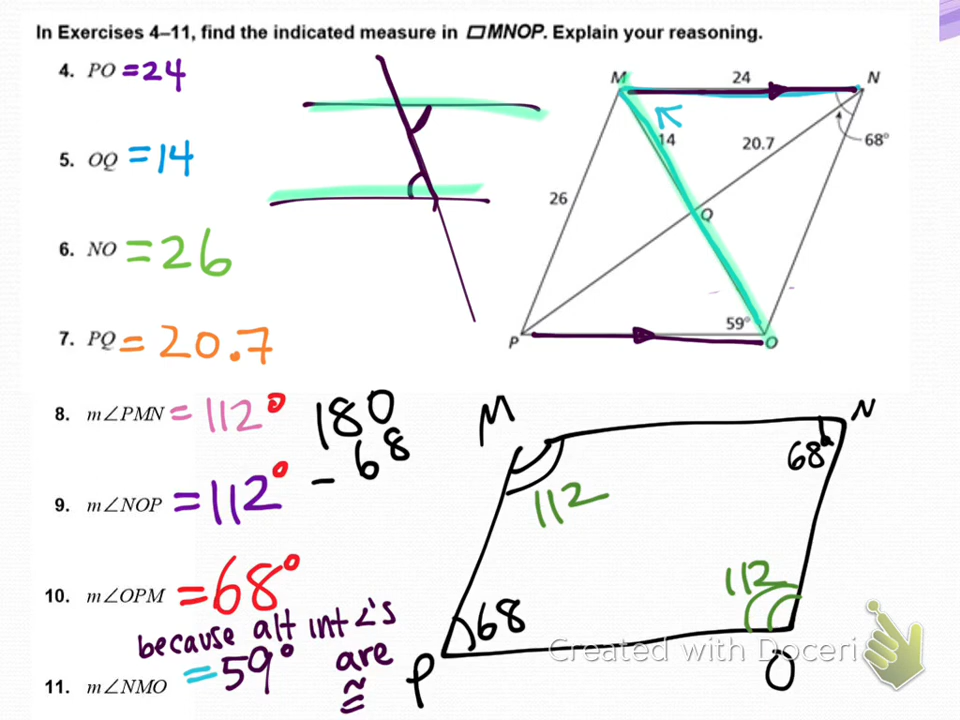 In Exercises 4–11, find the indicated measure in ▱MNOP. Explain your reasoning.
4. PO = 24
5. OQ = 14
6. NO = 26
7. PQ = 20.7
8. m∠PMN = 112°
9. m∠NOP = 112°
10. m∠OPM = 68°
because alt int ∠'s
are
≅
11. m∠NMO = 59°
M
24
N
14
20.7
68°
26
Q
59°
P
O
180
- 68
M
N
68
112
112
68
P
O
Created with Doceri